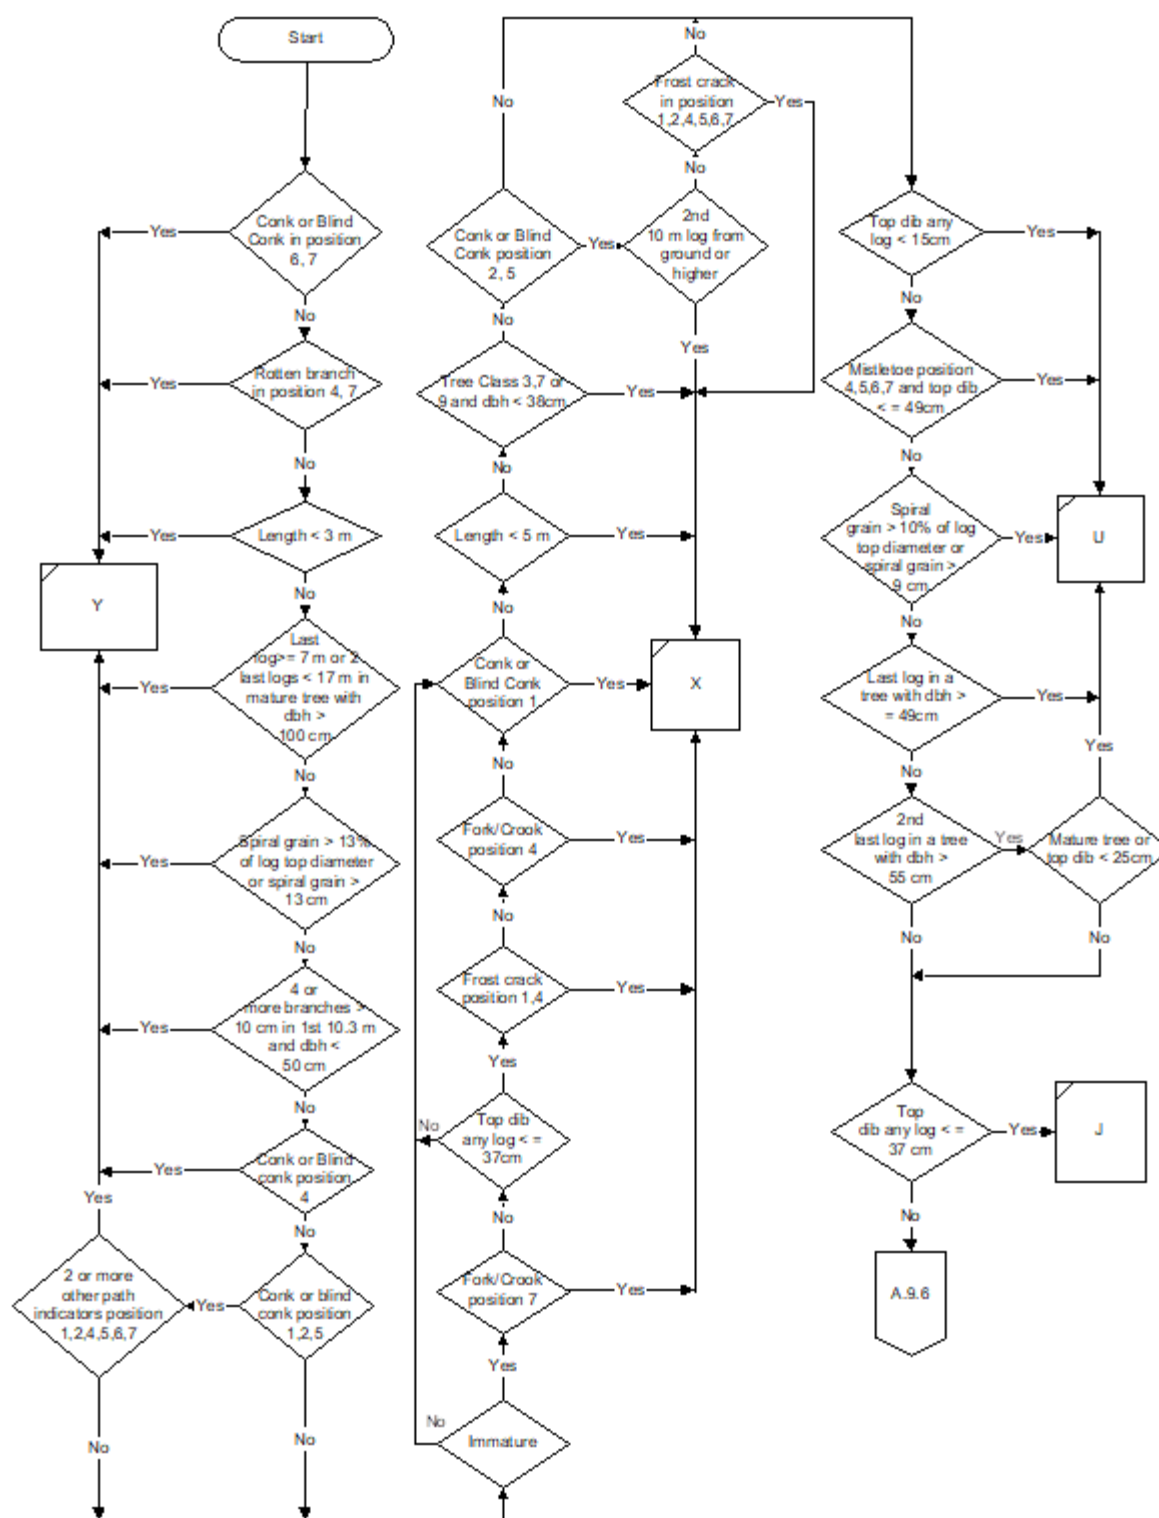 Start
Conk or Blind
Conk in position
6, 7
Yes
No
Rotten branch
in position 4, 7
Yes
No
Length < 3 m
Yes
No
Y
Last
log>= 7 m or 2
last logs < 17 m in
mature tree with
dbh >
100 cm
Yes
No
Spiral grain > 13%
of log top diameter
or spiral grain >
13 cm
Yes
No
4 or
more branches >
10 cm in 1st 10.3 m
and dbh <
50 cm
Yes
No
Conk or Blind
conk position
4
Yes
No
Conk or blind
conk position
1,2,5
Yes
No
2 or more
other path
indicators position
1,2,4,5,6,7
Yes
No
Immature
No
Yes
Fork/Crook
position 7
Yes
No
Top dib
any log < =
37cm
No
Yes
Frost crack
position 1,4
Yes
No
Fork/Crook
position 4
Yes
No
Conk or
Blind Conk
position 1
Yes
No
X
Length < 5 m
Yes
No
Tree Class 3,7 or
9 and dbh < 38cm
Yes
No
Conk or Blind
Conk position
2, 5
Yes
No
2nd
10 m log from
ground or
higher
Yes
No
Frost crack
in position
1,2,4,5,6,7
Yes
No
Top dib any
log < 15cm
Yes
No
Mistletoe position
4,5,6,7 and top dib
< = 49cm
Yes
No
Spiral
grain > 10% of log
top diameter or
spiral grain >
9 cm
Yes
No
U
Last log in a
tree with dbh >
= 49cm
Yes
No
2nd
last log in a tree
with dbh >
55 cm
Yes
No
Mature tree or
top dib < 25cm
Yes
No
Top
dib any log < =
37 cm
Yes
No
J
A.9.6